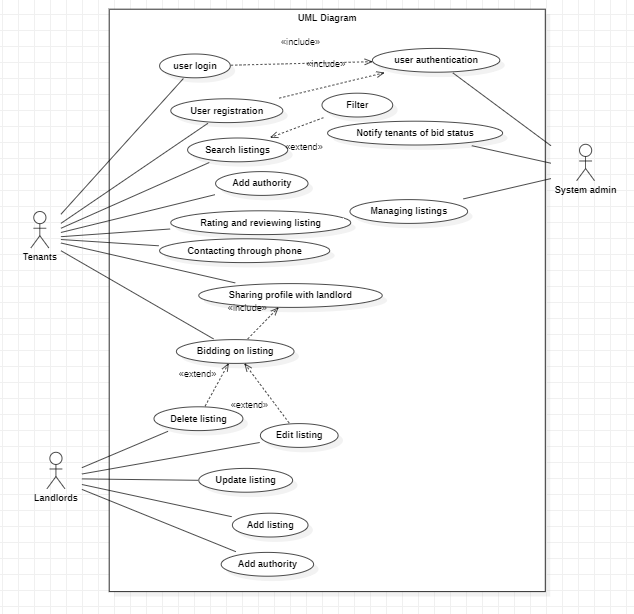 UML Diagram
«include»
user login
user authentication
«include»
User registration
Filter
Notify tenants of bid status
Search listings
«extend»
System admin
Add authority
Managing listings
Rating and reviewing listing
Tenants
Contacting through phone
Sharing profile with landlord
«include»
Bidding on listing
«extend»
«extend»
Delete listing
Edit listing
Update listing
Landlords
Add listing
Add authority